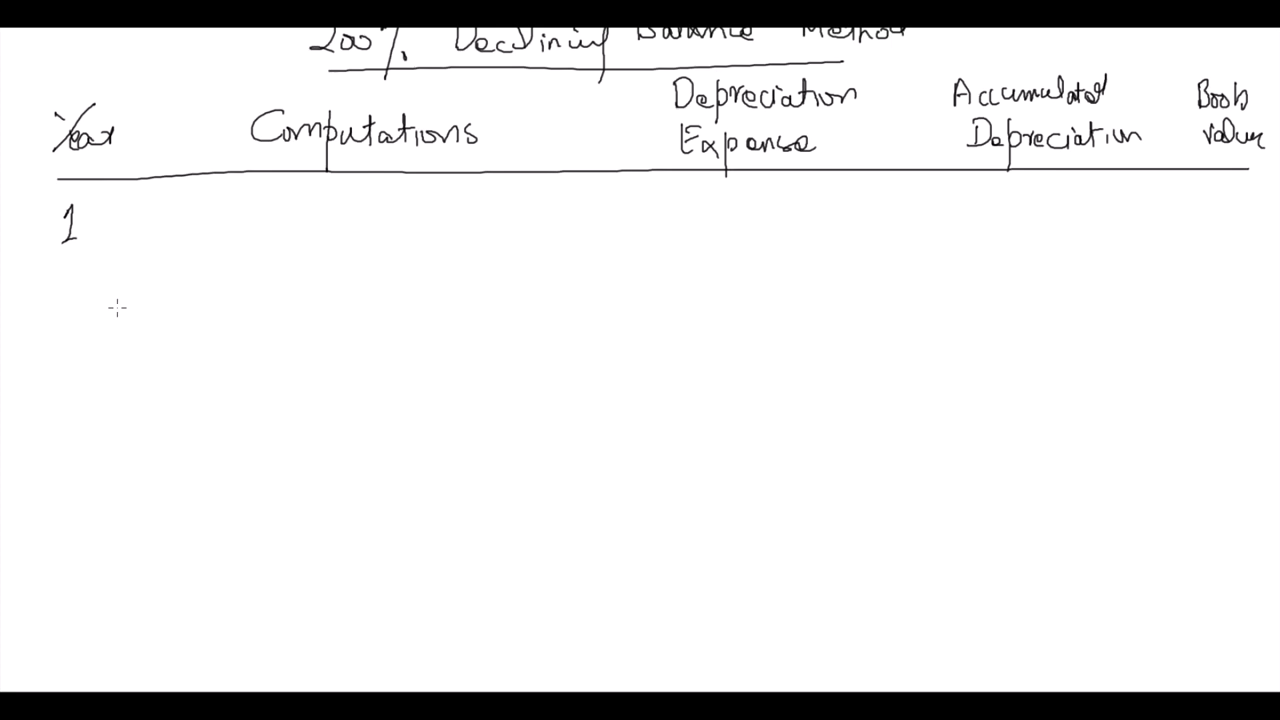 200% Declining Balance Method
Year Computations Depreciation Expense Accumulated Depreciation Book Value
1